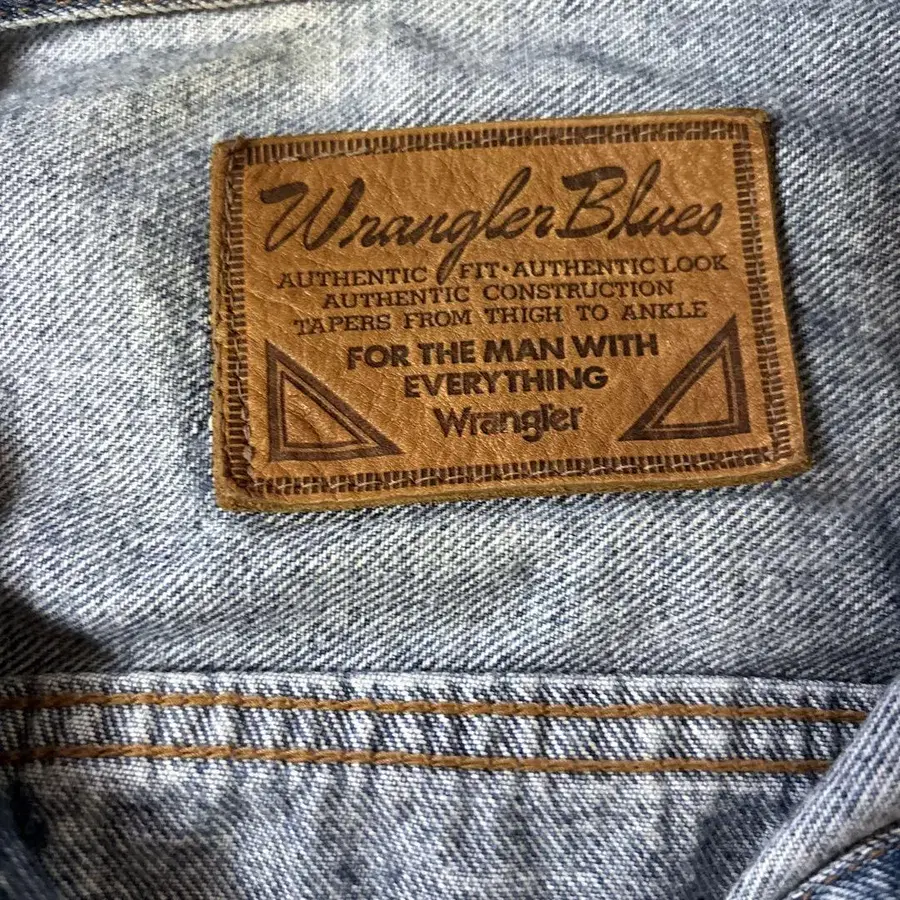 Wrangler Blues
AUTHENTIC FIT·AUTHENTIC LOOK
AUTHENTIC CONSTRUCTION
TAPERS FROM THIGH TO ANKLE
FOR THE MAN WITH
EVERYTHING
Wrangler